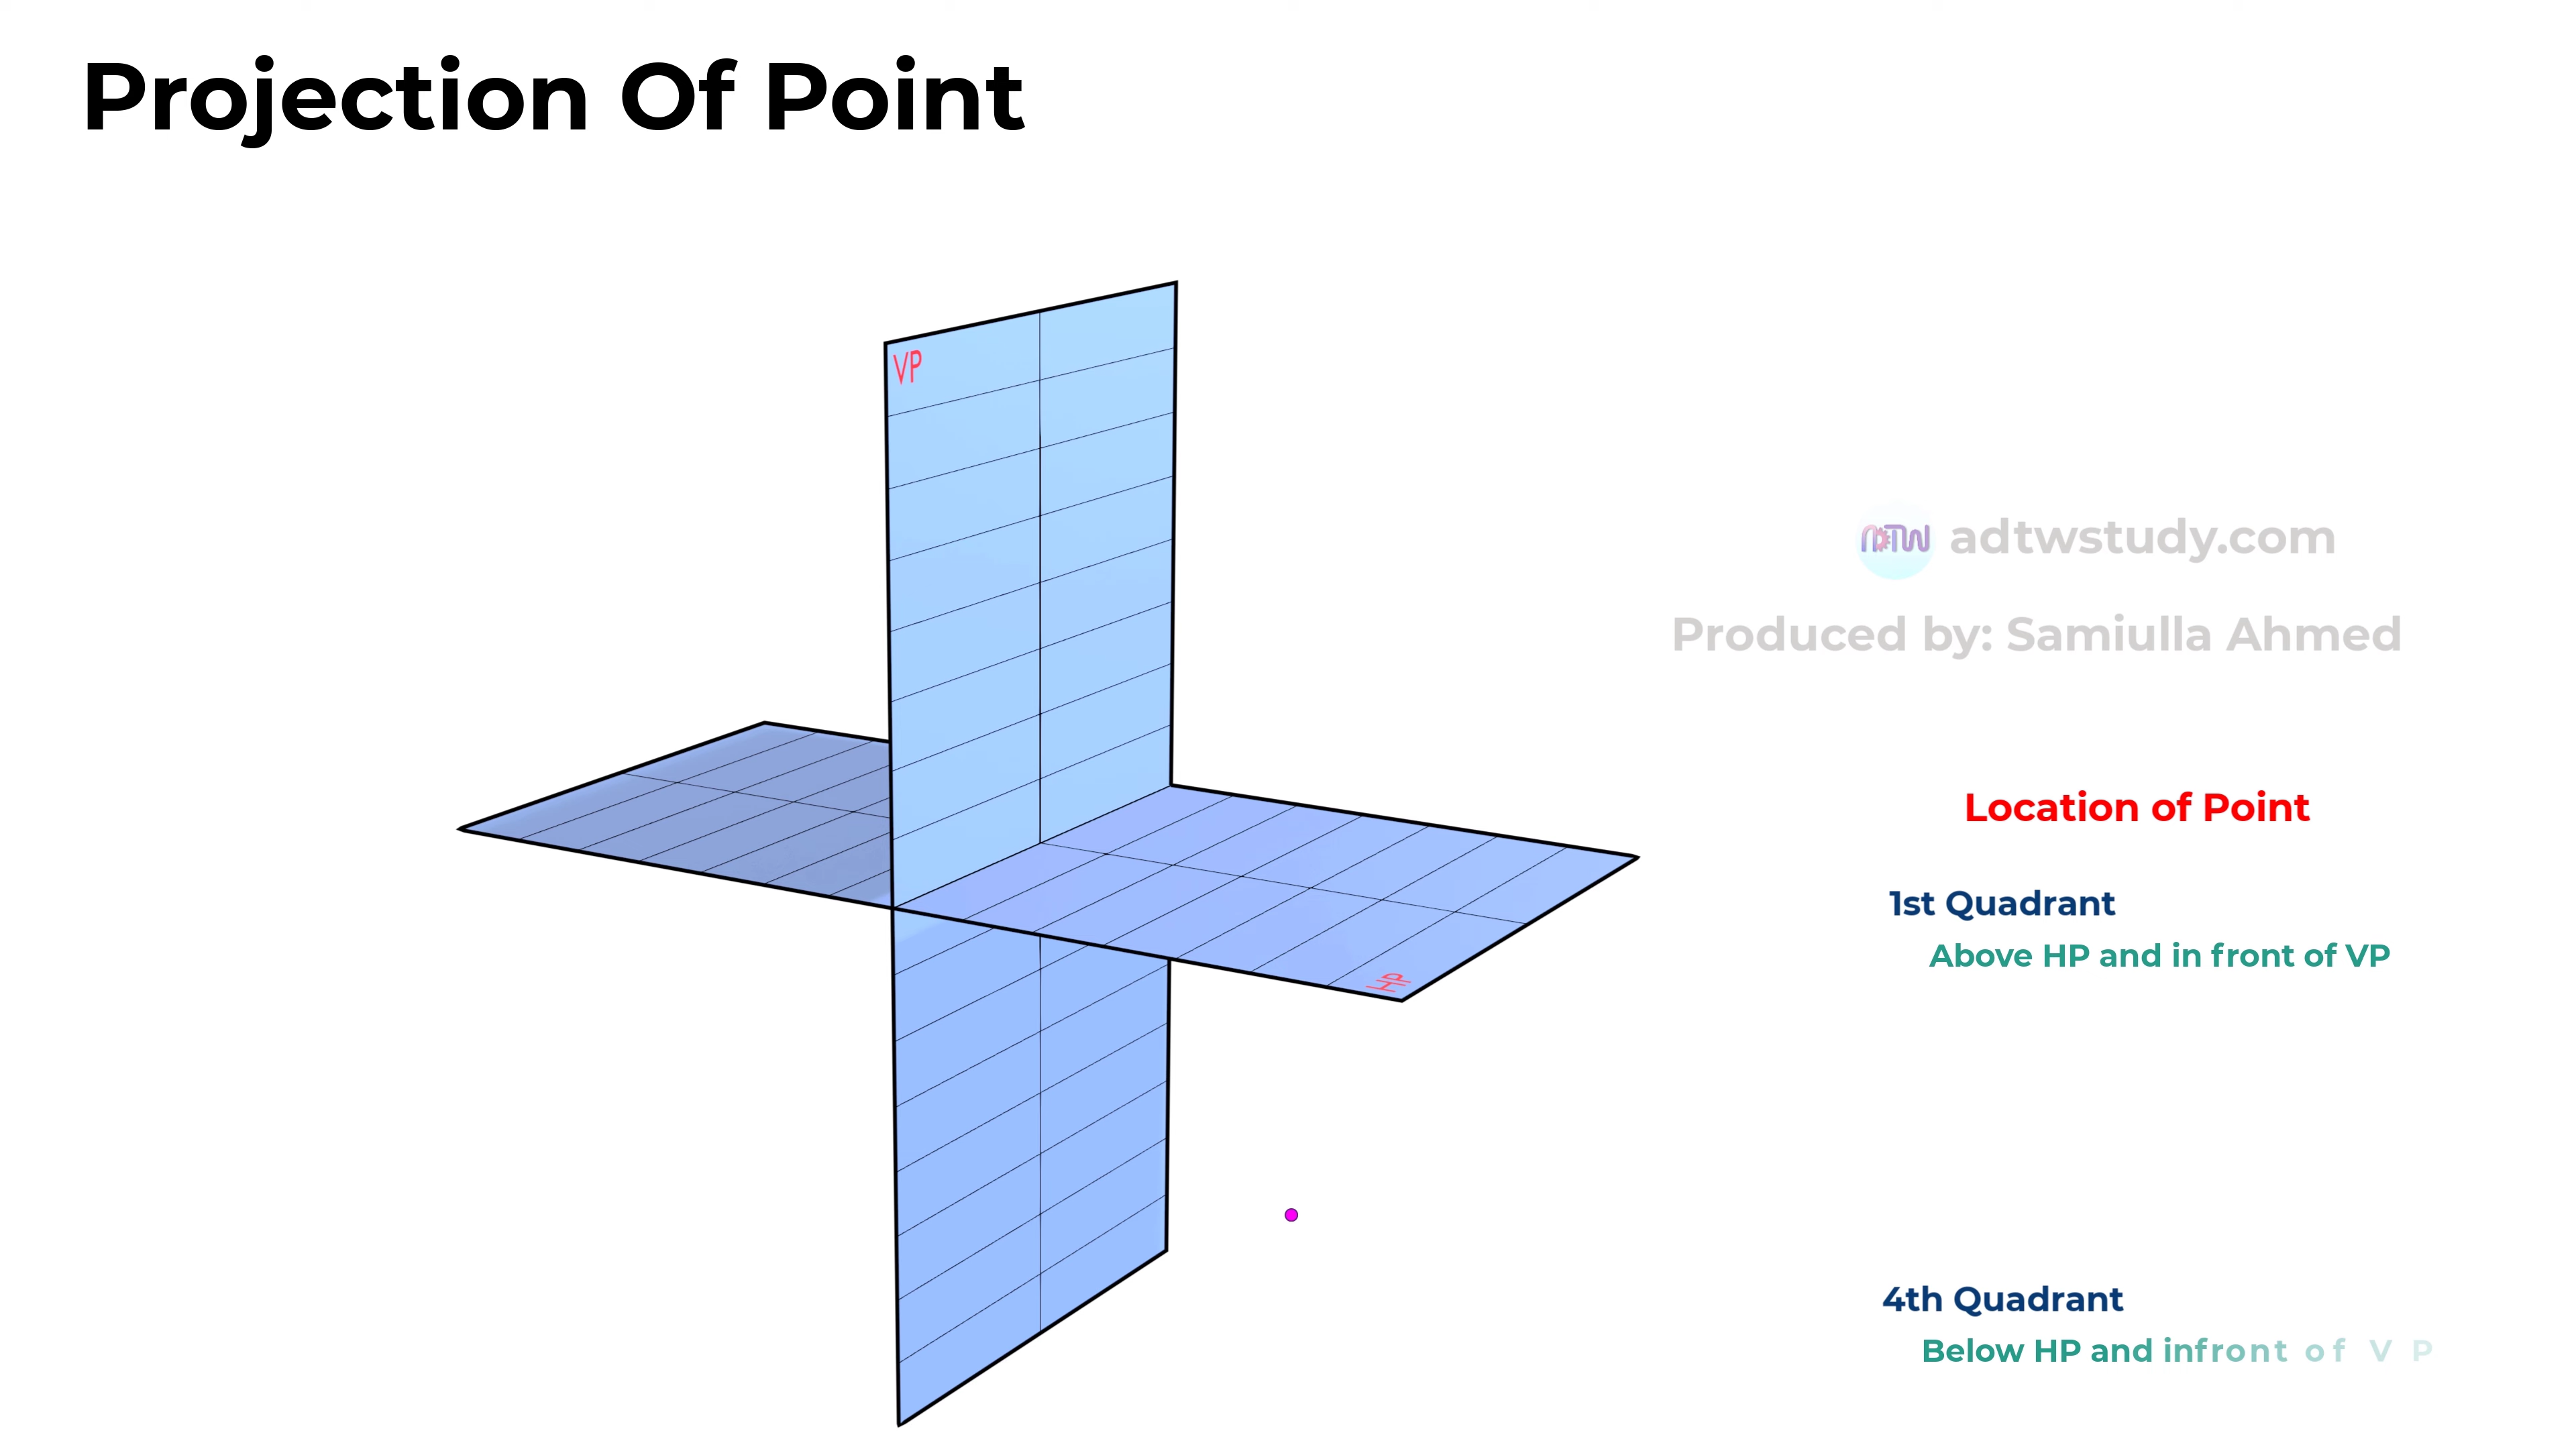 Projection Of Point
VP
HP
ADTW adtwstudy.com
Produced by: Samiulla Ahmed
Location of Point
1st Quadrant
Above HP and in front of VP
4th Quadrant
Below HP and infront of VP